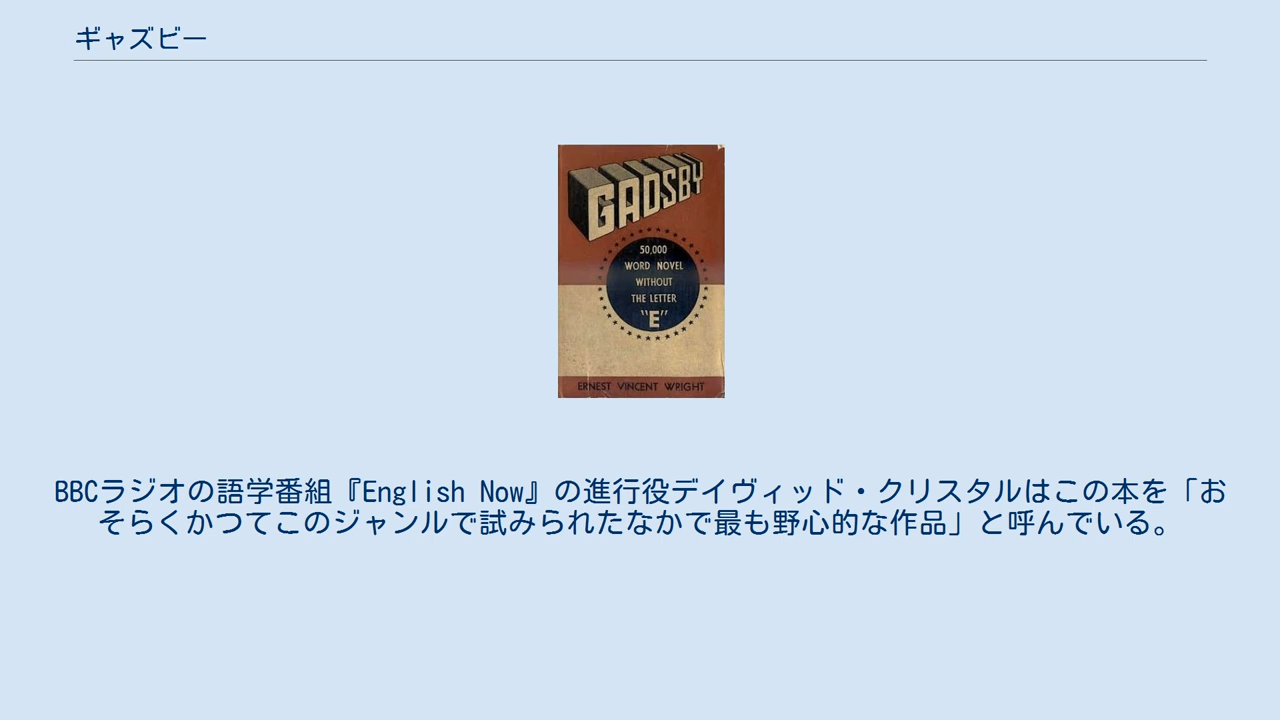 ギャズビー
GADSBY
50,000
WORD NOVEL
WITHOUT
THE LETTER
"E"
ERNEST VINCENT WRIGHT
BBCラジオの語学番組『English Now』の進行役デイヴィッド・クリスタルはこの本を「お
そらくかつてこのジャンルで試みられたなかで最も野心的な作品」と呼んでいる。